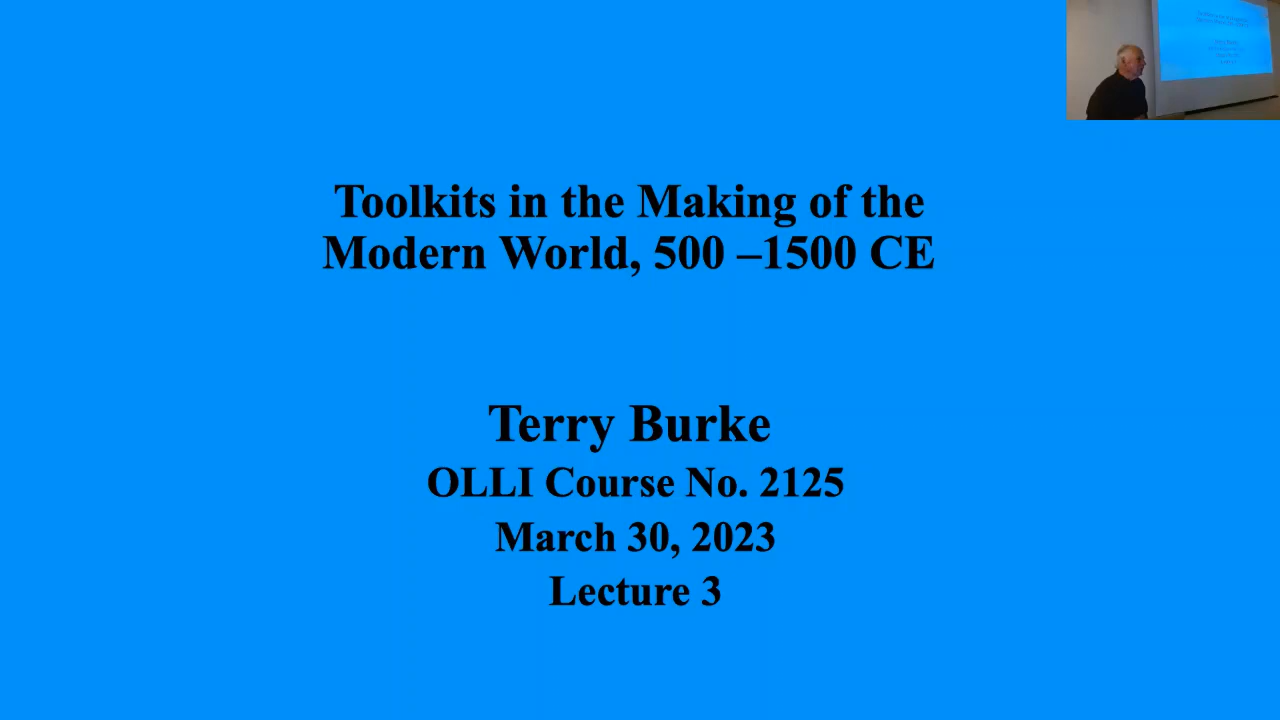 Toolkits in the Making of the
Modern World, 500 –1500 CE
Terry Burke
OLLI Course No. 2125
March 30, 2023
Lecture 3